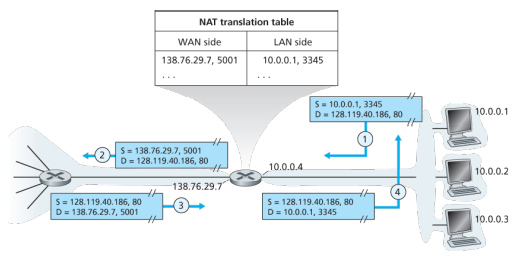 NAT translation table
WAN side LAN side
138.76.29.7, 5001 10.0.0.1, 3345
. . . . . .
S = 10.0.0.1, 3345
D = 128.119.40.186, 80
1
10.0.0.1
S = 138.76.29.7, 5001
D = 128.119.40.186, 80
2
10.0.0.4
10.0.0.2
138.76.29.7
4
S = 128.119.40.186, 80
D = 138.76.29.7, 5001
3
S = 128.119.40.186, 80
D = 10.0.0.1, 3345
10.0.0.3